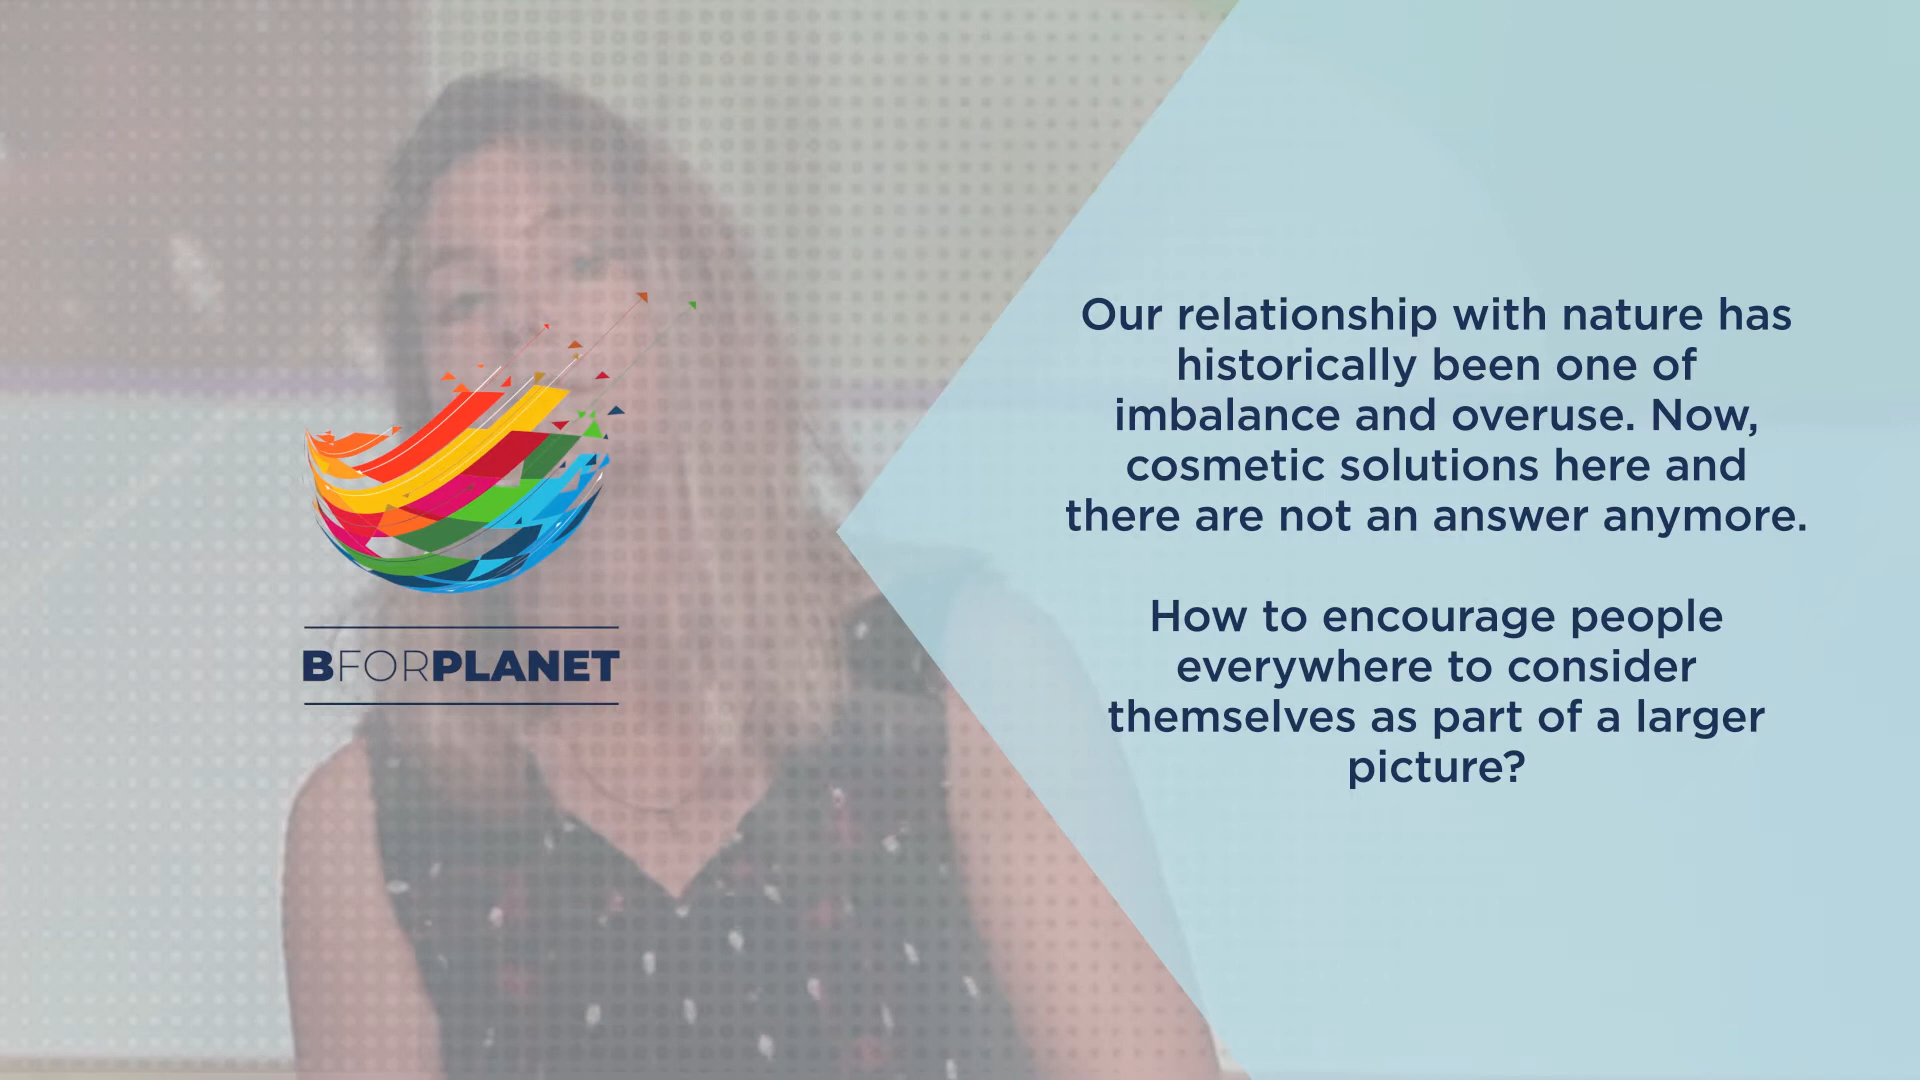 BFORPLANET
Our relationship with nature has
historically been one of
imbalance and overuse. Now,
cosmetic solutions here and
there are not an answer anymore.
How to encourage people
everywhere to consider
themselves as part of a larger
picture?